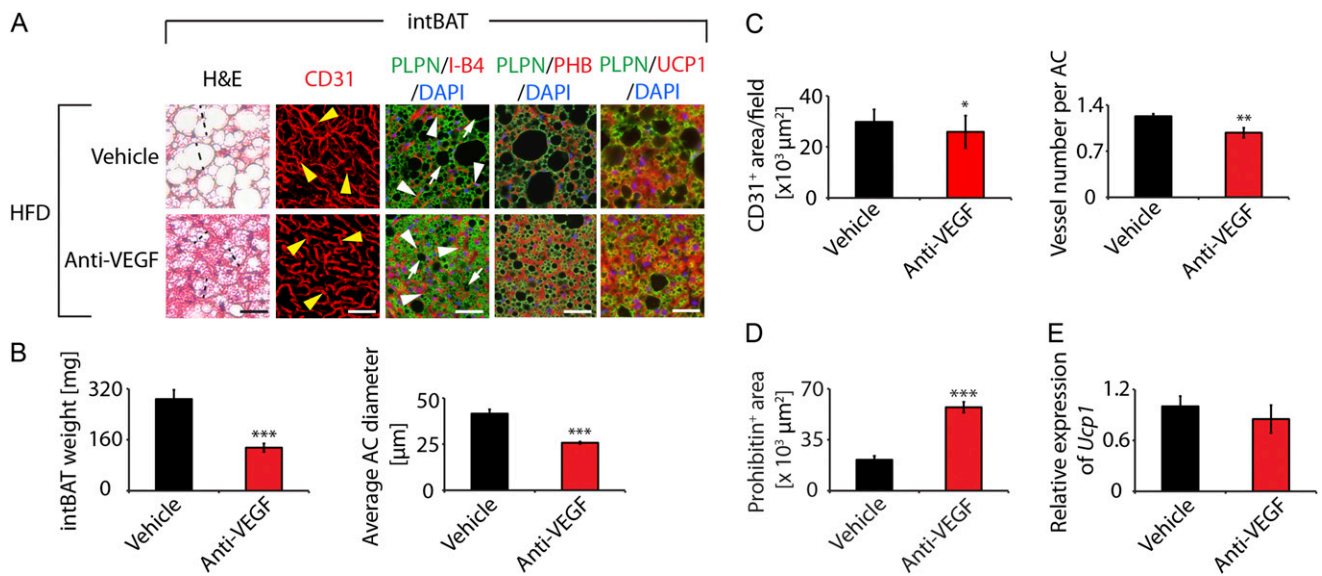 A
intBAT
H&E
CD31
PLPN/I-B4
/DAPI
PLPN/PHB
/DAPI
PLPN/UCP1
/DAPI
HFD
Vehicle
Anti-VEGF
B
intBAT weight [mg]
320
160
0
***
Vehicle
Anti-VEGF
Average AC diameter
[µm]
50
25
0
***
Vehicle
Anti-VEGF
C
CD31⁺ area/field
[x10³ µm²]
60
40
20
0
*
Vehicle
Anti-VEGF
Vessel number per AC
1.4
0.7
0
**
Vehicle
Anti-VEGF
D
Prohibitin⁺ area
[x 10³ µm²]
70
35
0
***
Vehicle
Anti-VEGF
E
Relative expression
of Ucp1
1.2
0.6
0
Vehicle
Anti-VEGF